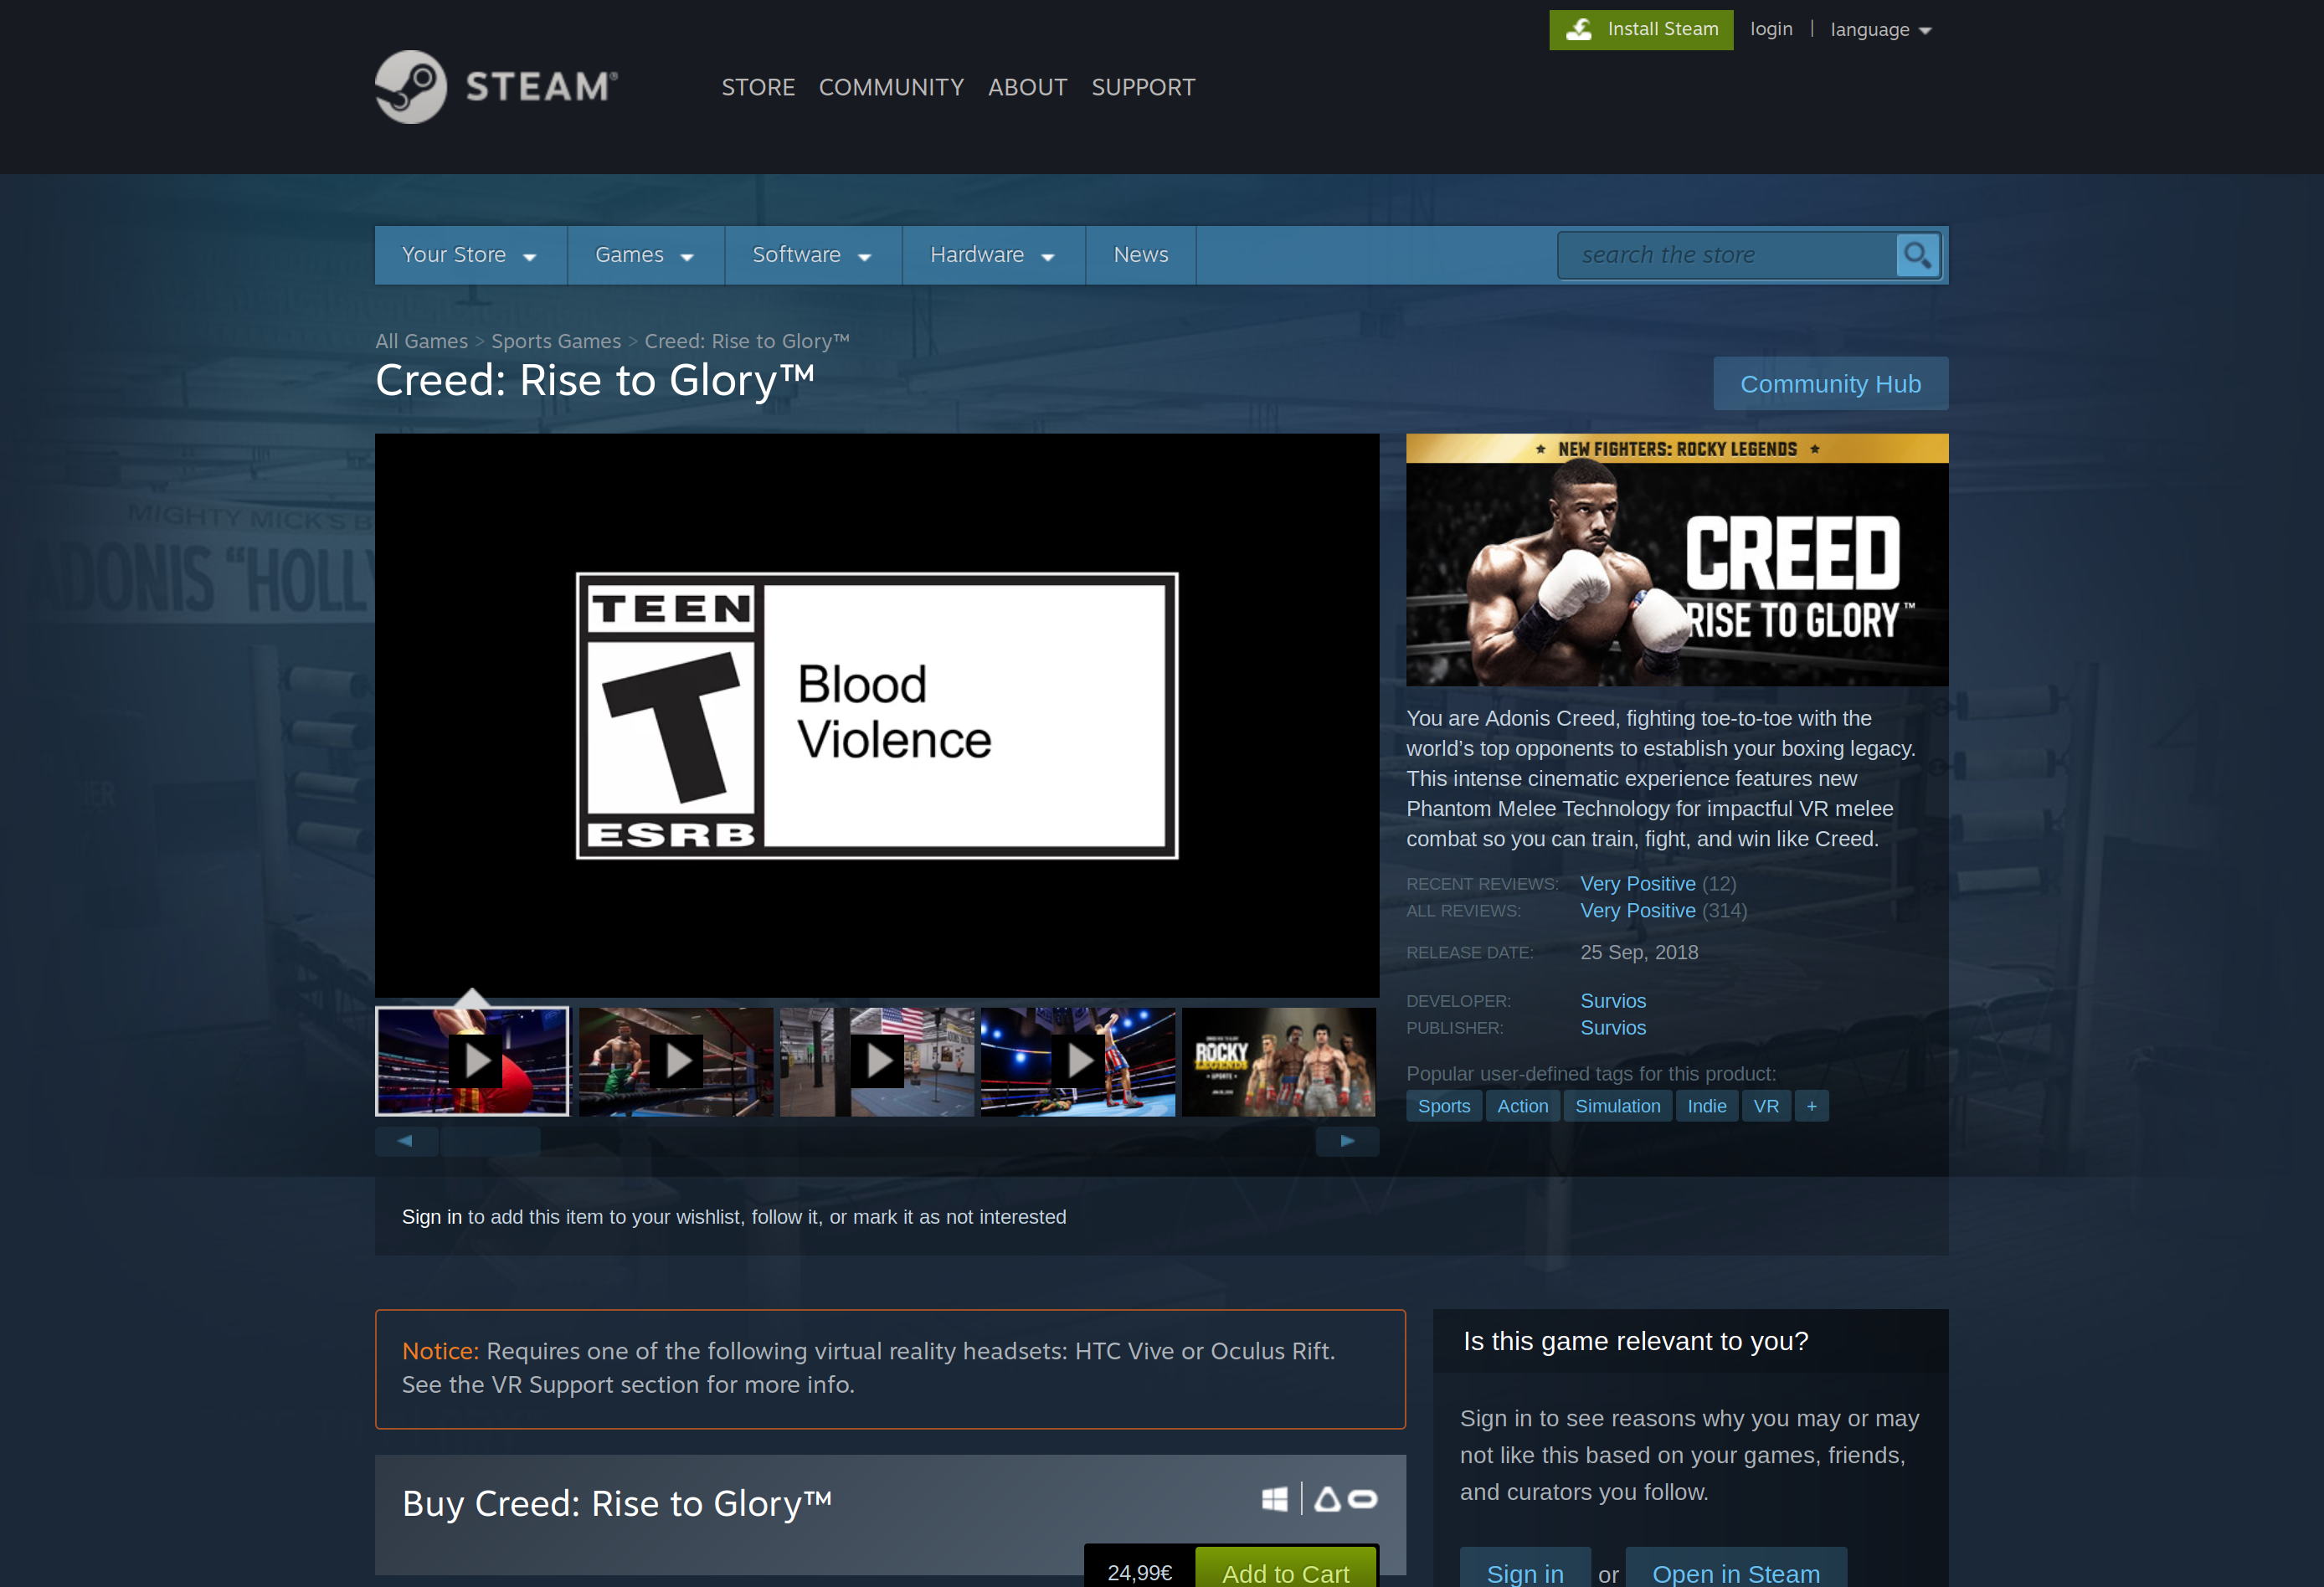 Install Steam
login | language
STEAM®
STORE COMMUNITY ABOUT SUPPORT
Your Store Games Software Hardware News
search the store
All Games > Sports Games > Creed: Rise to Glory™
Creed: Rise to Glory™
Community Hub
MIGHTY MICK'S B
ADONIS “HOLLY
TEEN
T
ESRB
Blood
Violence
★ NEW FIGHTERS: ROCKY LEGENDS ★
CREED
RISE TO GLORY™
You are Adonis Creed, fighting toe-to-toe with the
world’s top opponents to establish your boxing legacy.
This intense cinematic experience features new
Phantom Melee Technology for impactful VR melee
combat so you can train, fight, and win like Creed.
RECENT REVIEWS: Very Positive (12)
ALL REVIEWS: Very Positive (314)
RELEASE DATE: 25 Sep, 2018
DEVELOPER: Survios
PUBLISHER: Survios
Popular user-defined tags for this product:
Sports Action Simulation Indie VR +
ROCKY
LEGENDS
Sign in to add this item to your wishlist, follow it, or mark it as not interested
Notice: Requires one of the following virtual reality headsets: HTC Vive or Oculus Rift.
See the VR Support section for more info.
Buy Creed: Rise to Glory™
24,99€ Add to Cart
Is this game relevant to you?
Sign in to see reasons why you may or may
not like this based on your games, friends,
and curators you follow.
Sign in or Open in Steam